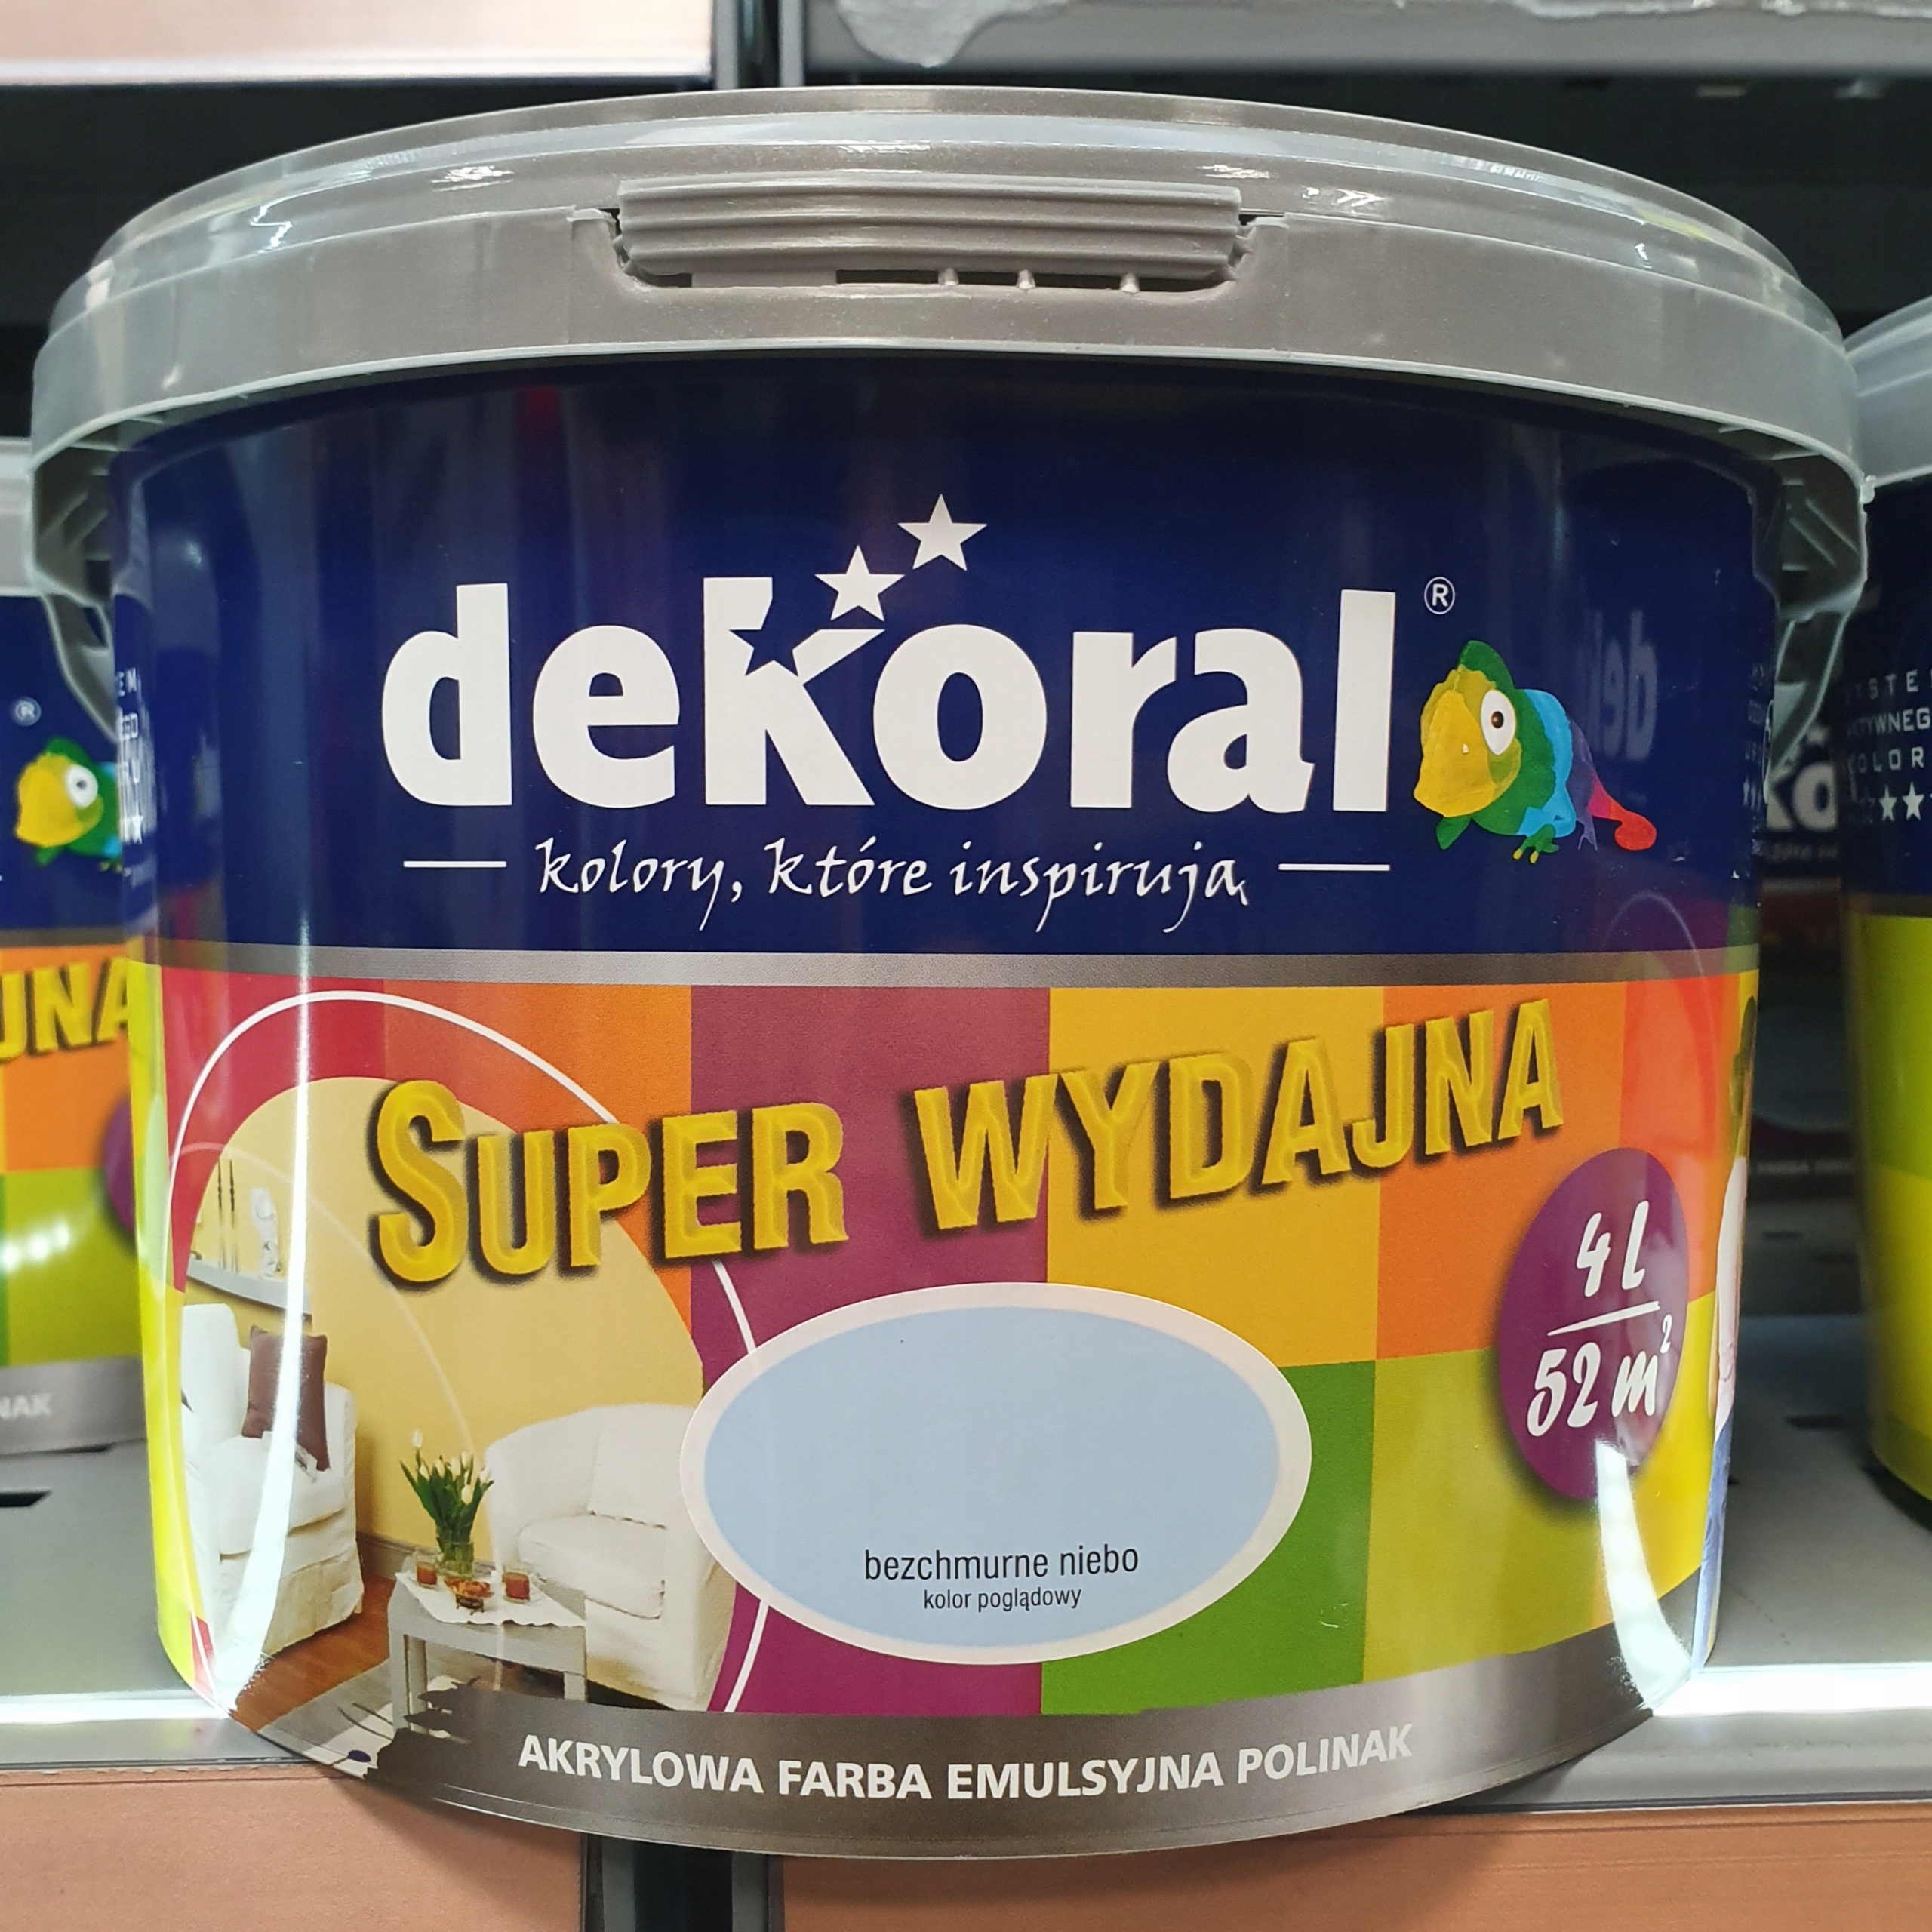 dekoral®
kolory, które inspirują
SUPER WYDAJNA
4 l
52 m²
bezchmurne niebo
kolor poglądowy
AKRYLOWA FARBA EMULSYJNA POLINAK
®